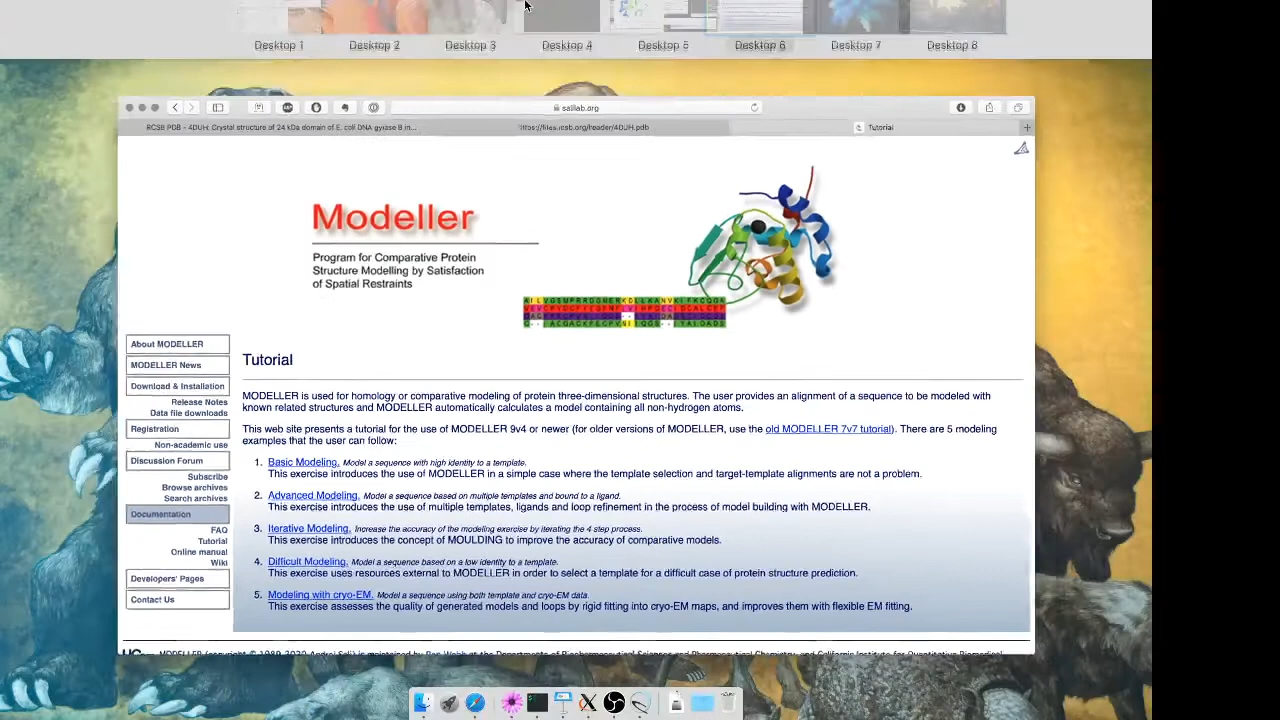 Desktop 1 Desktop 2 Desktop 3 Desktop 4 Desktop 5 Desktop 6 Desktop 7 Desktop 8
salilab.org
RCSB PDB - 4DUH: Crystal structure of 24 kDa domain of E. coli DNA gyrase B in...
https://files.rcsb.org/header/4DUH.pdb
Tutorial
Modeller
Program for Comparative Protein
Structure Modelling by Satisfaction
of Spatial Restraints
About MODELLER
MODELLER News
Download & Installation
Release Notes
Data file downloads
Registration
Non-academic use
Discussion Forum
Subscribe
Browse archives
Search archives
Documentation
FAQ
Tutorial
Online manual
Wiki
Developers' Pages
Contact Us
Tutorial
MODELLER is used for homology or comparative modeling of protein three-dimensional structures. The user provides an alignment of a sequence to be modeled with
known related structures and MODELLER automatically calculates a model containing all non-hydrogen atoms.
This web site presents a tutorial for the use of MODELLER 9v4 or newer (for older versions of MODELLER, use the old MODELLER 7v7 tutorial). There are 5 modeling
examples that the user can follow:
1. Basic Modeling. Model a sequence with high identity to a template.
This exercise introduces the use of MODELLER in a simple case where the template selection and target-template alignments are not a problem.
2. Advanced Modeling. Model a sequence based on multiple templates and bound to a ligand.
This exercise introduces the use of multiple templates, ligands and loop refinement in the process of model building with MODELLER.
3. Iterative Modeling. Increase the accuracy of the modeling exercise by iterating the 4 step process.
This exercise introduces the concept of MOULDING to improve the accuracy of comparative models.
4. Difficult Modeling. Model a sequence based on a low identity to a template.
This exercise uses resources external to MODELLER in order to select a template for a difficult case of protein structure prediction.
5. Modeling with cryo-EM. Model a sequence using both template and cryo-EM data.
This exercise assesses the quality of generated models and loops by rigid fitting into cryo-EM maps, and improves them with flexible EM fitting.